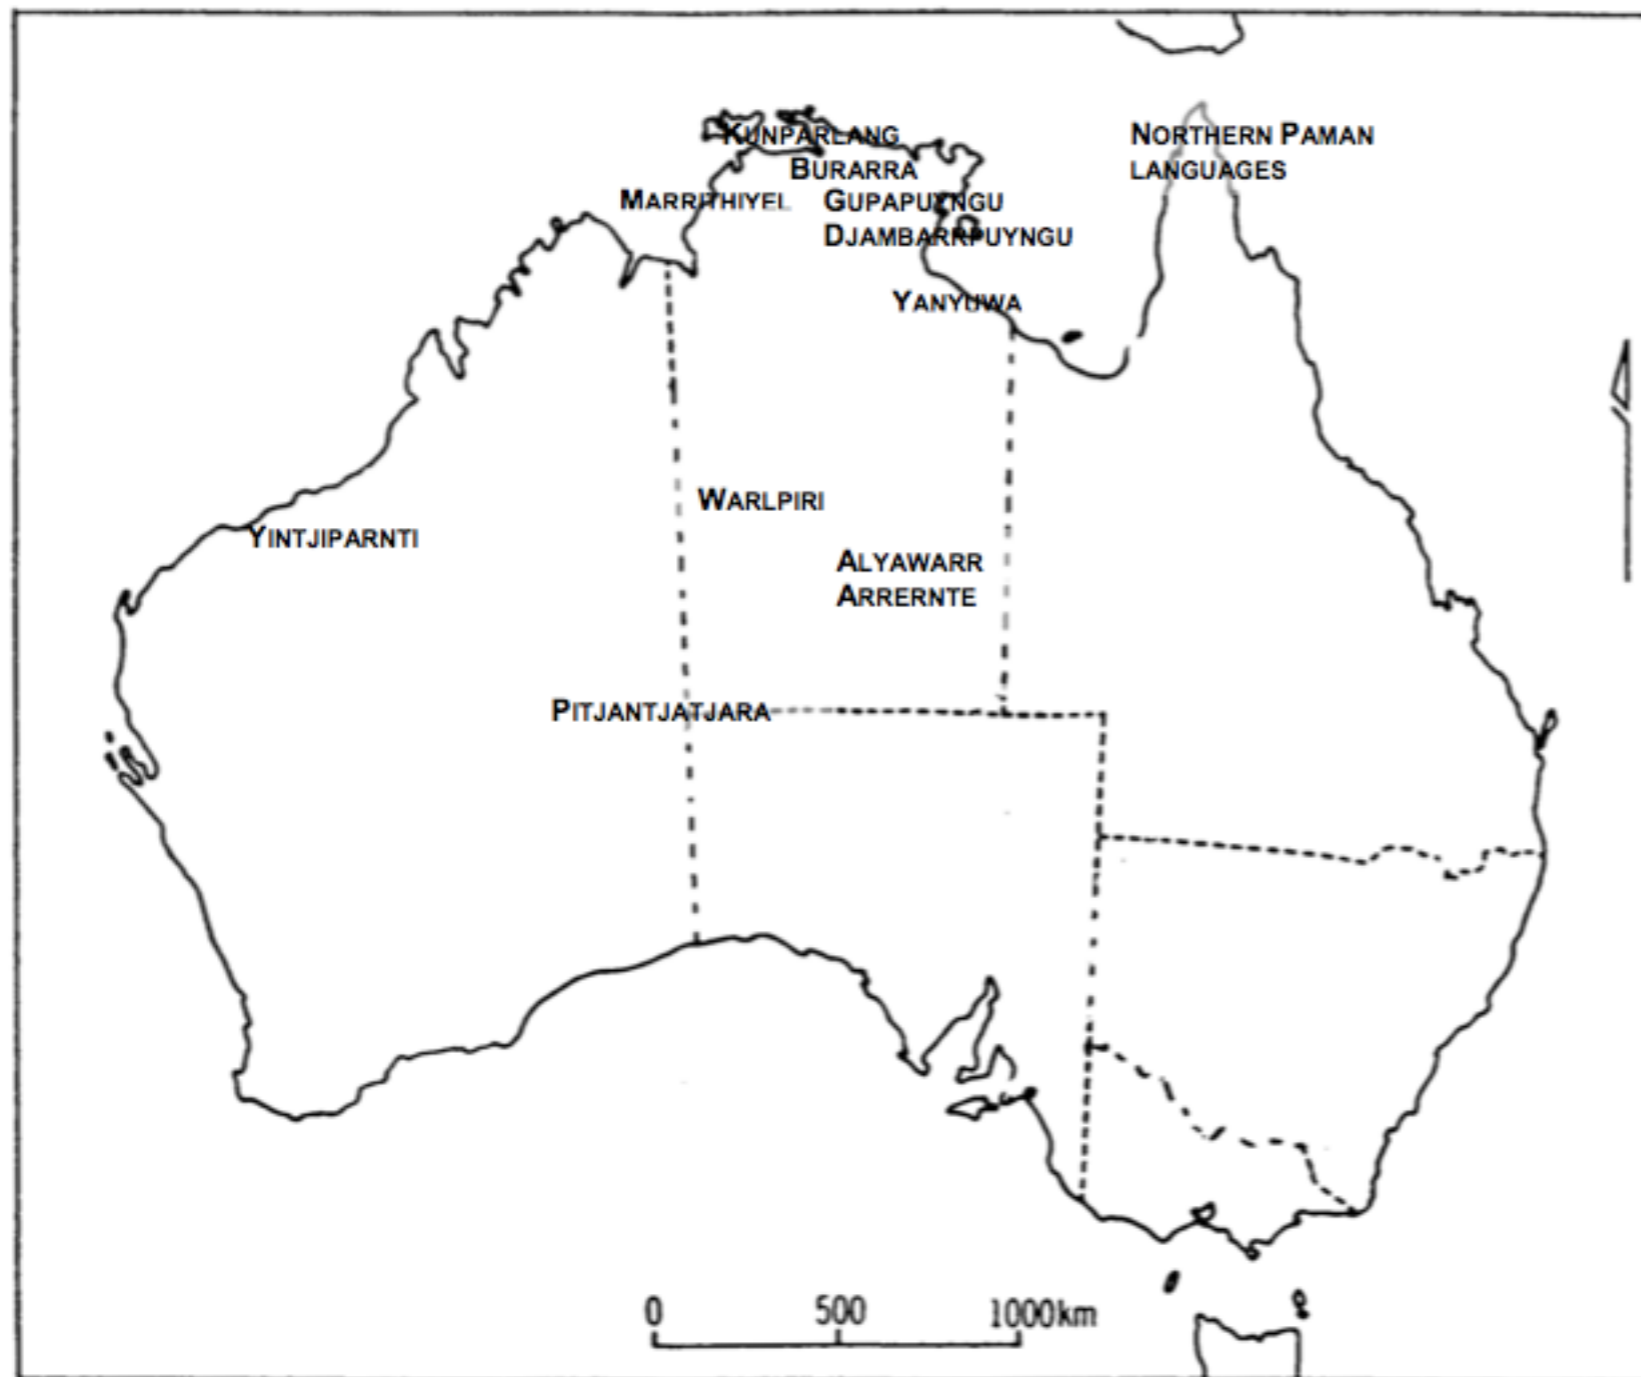 KUNPARLANG
NORTHERN PAMAN
LANGUAGES
BURARRA
MARRITHIYEL
GUPAPUYNGU
DJAMBARRPUYNGU
YANYUWA
WARLPIRI
YINTJIPARNTI
ALYAWARR
ARRERNTE
PITJANTJATJARA
0 500 1000km